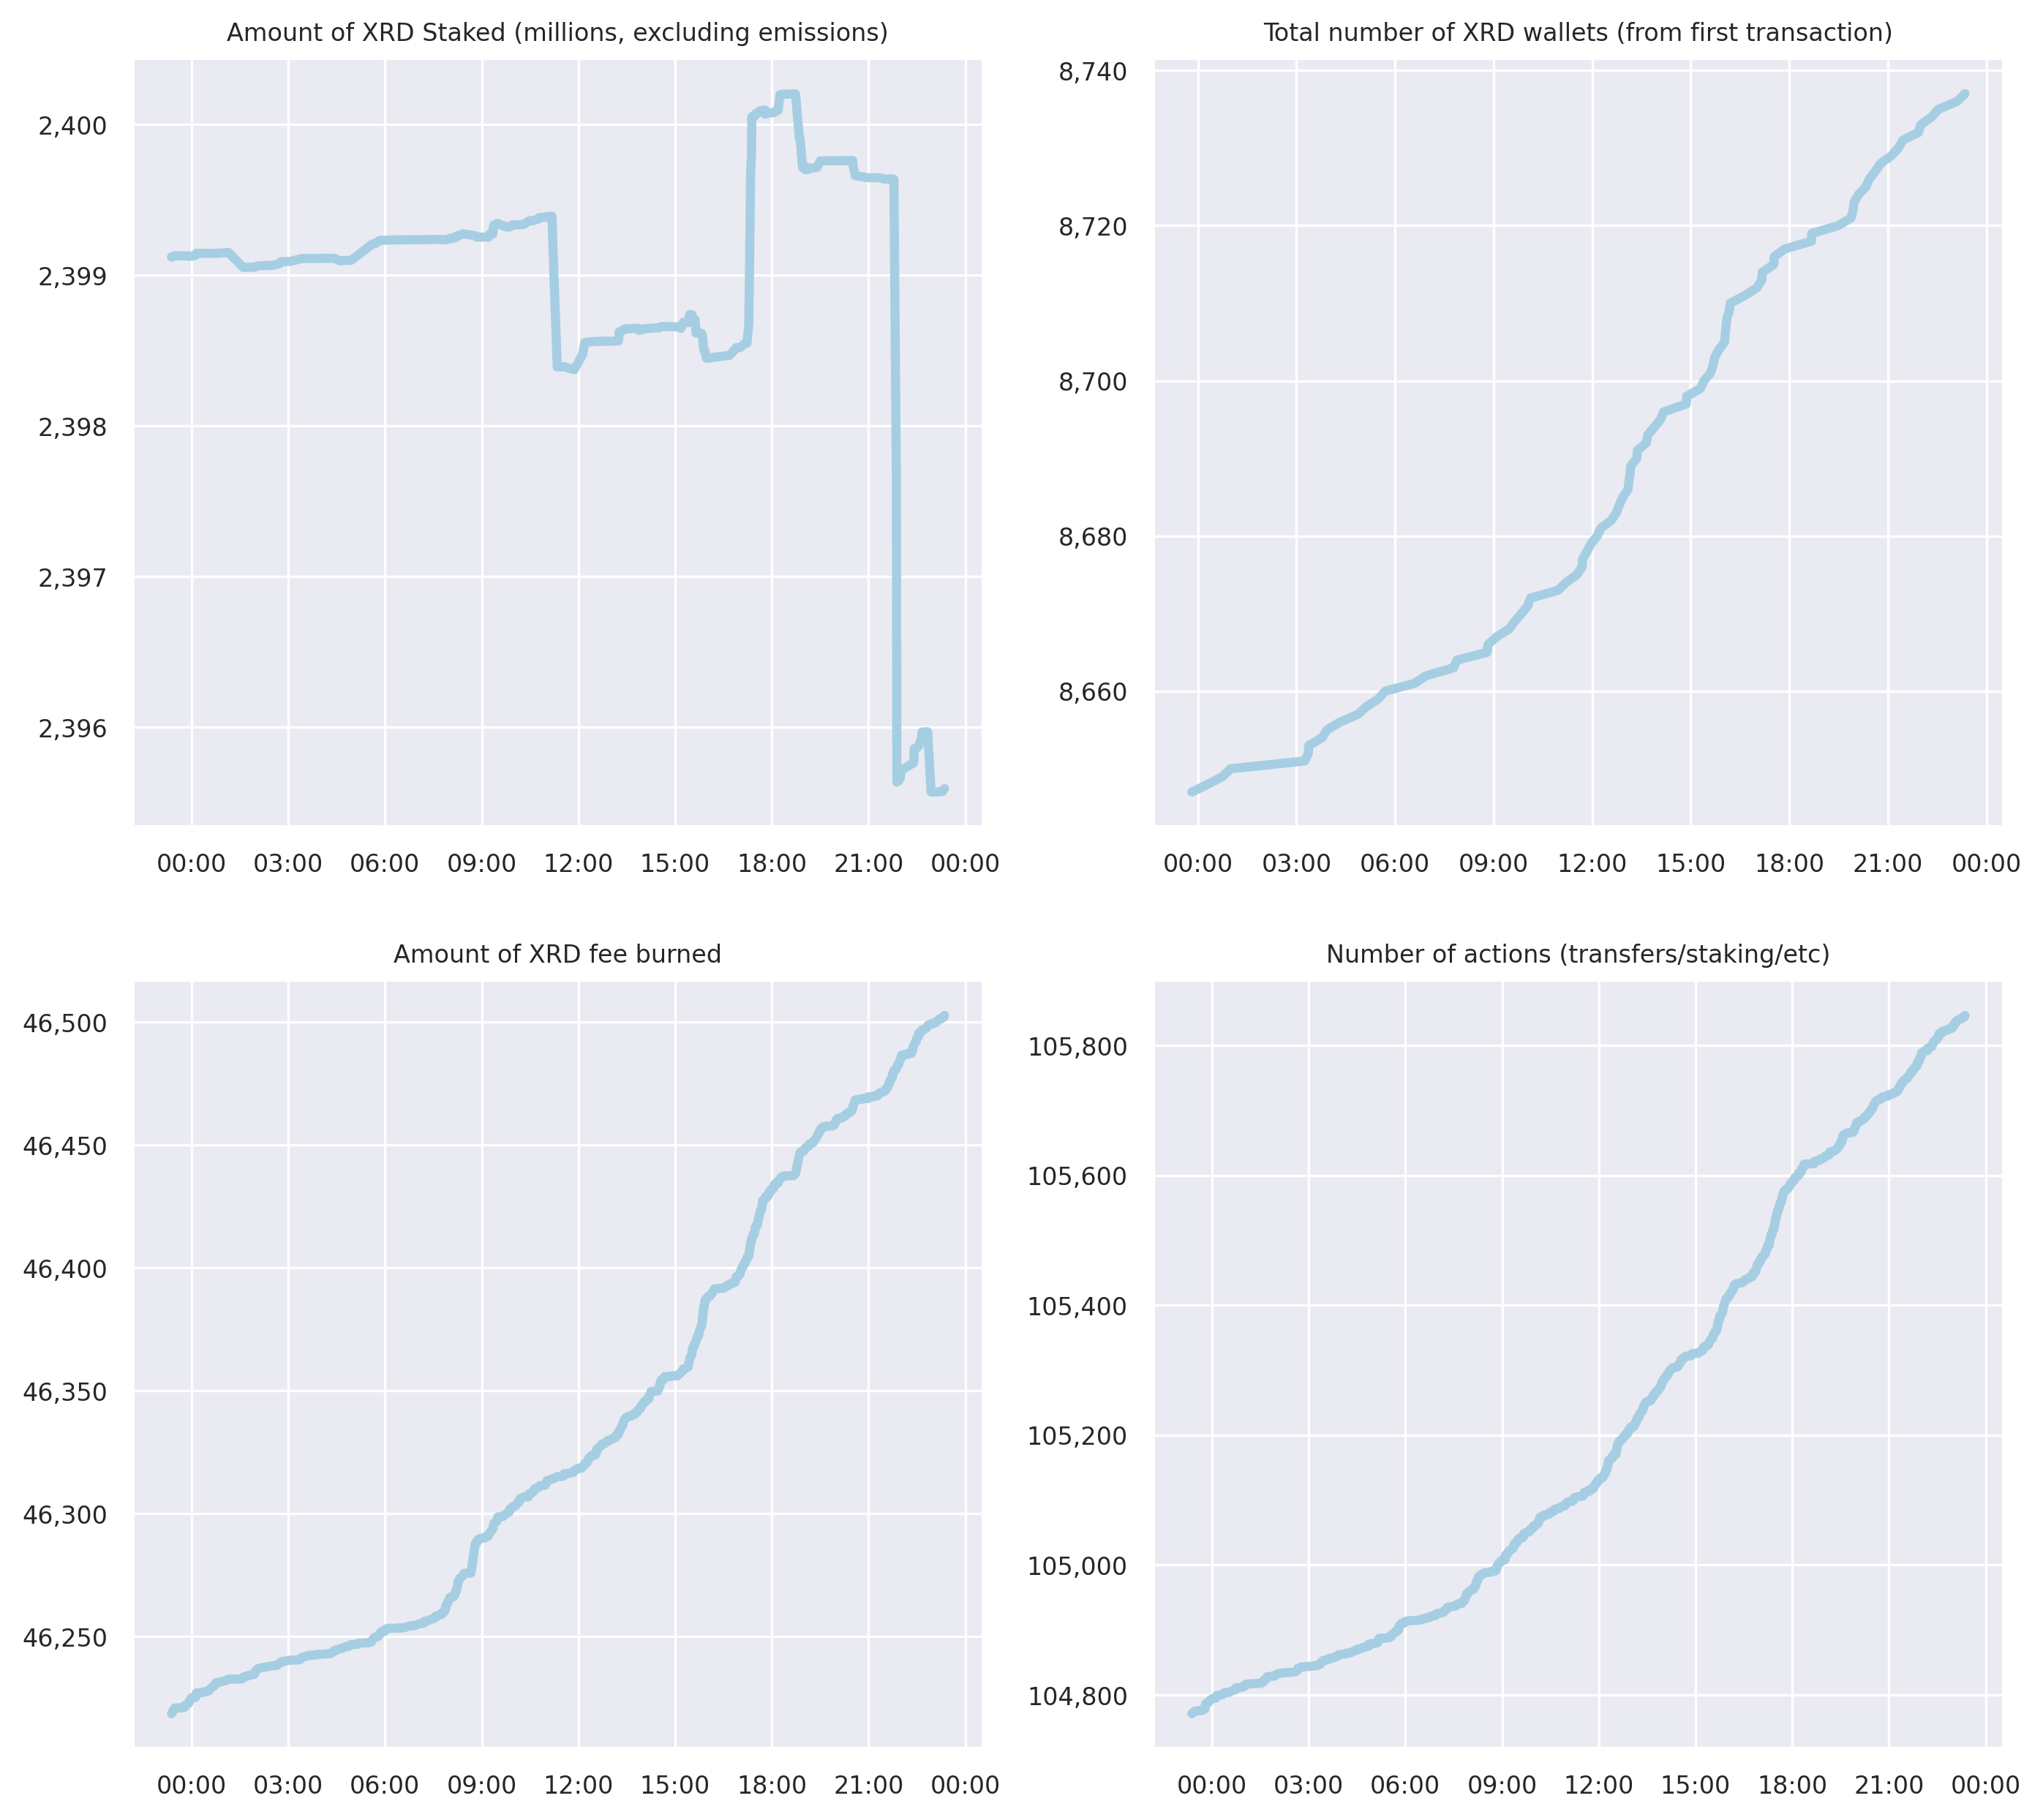 Amount of XRD Staked (millions, excluding emissions)
2,400
2,399
2,398
2,397
2,396
00:00 03:00 06:00 09:00 12:00 15:00 18:00 21:00 00:00
Total number of XRD wallets (from first transaction)
8,740
8,720
8,700
8,680
8,660
00:00 03:00 06:00 09:00 12:00 15:00 18:00 21:00 00:00
Amount of XRD fee burned
46,500
46,450
46,400
46,350
46,300
46,250
00:00 03:00 06:00 09:00 12:00 15:00 18:00 21:00 00:00
Number of actions (transfers/staking/etc)
105,800
105,600
105,400
105,200
105,000
104,800
00:00 03:00 06:00 09:00 12:00 15:00 18:00 21:00 00:00